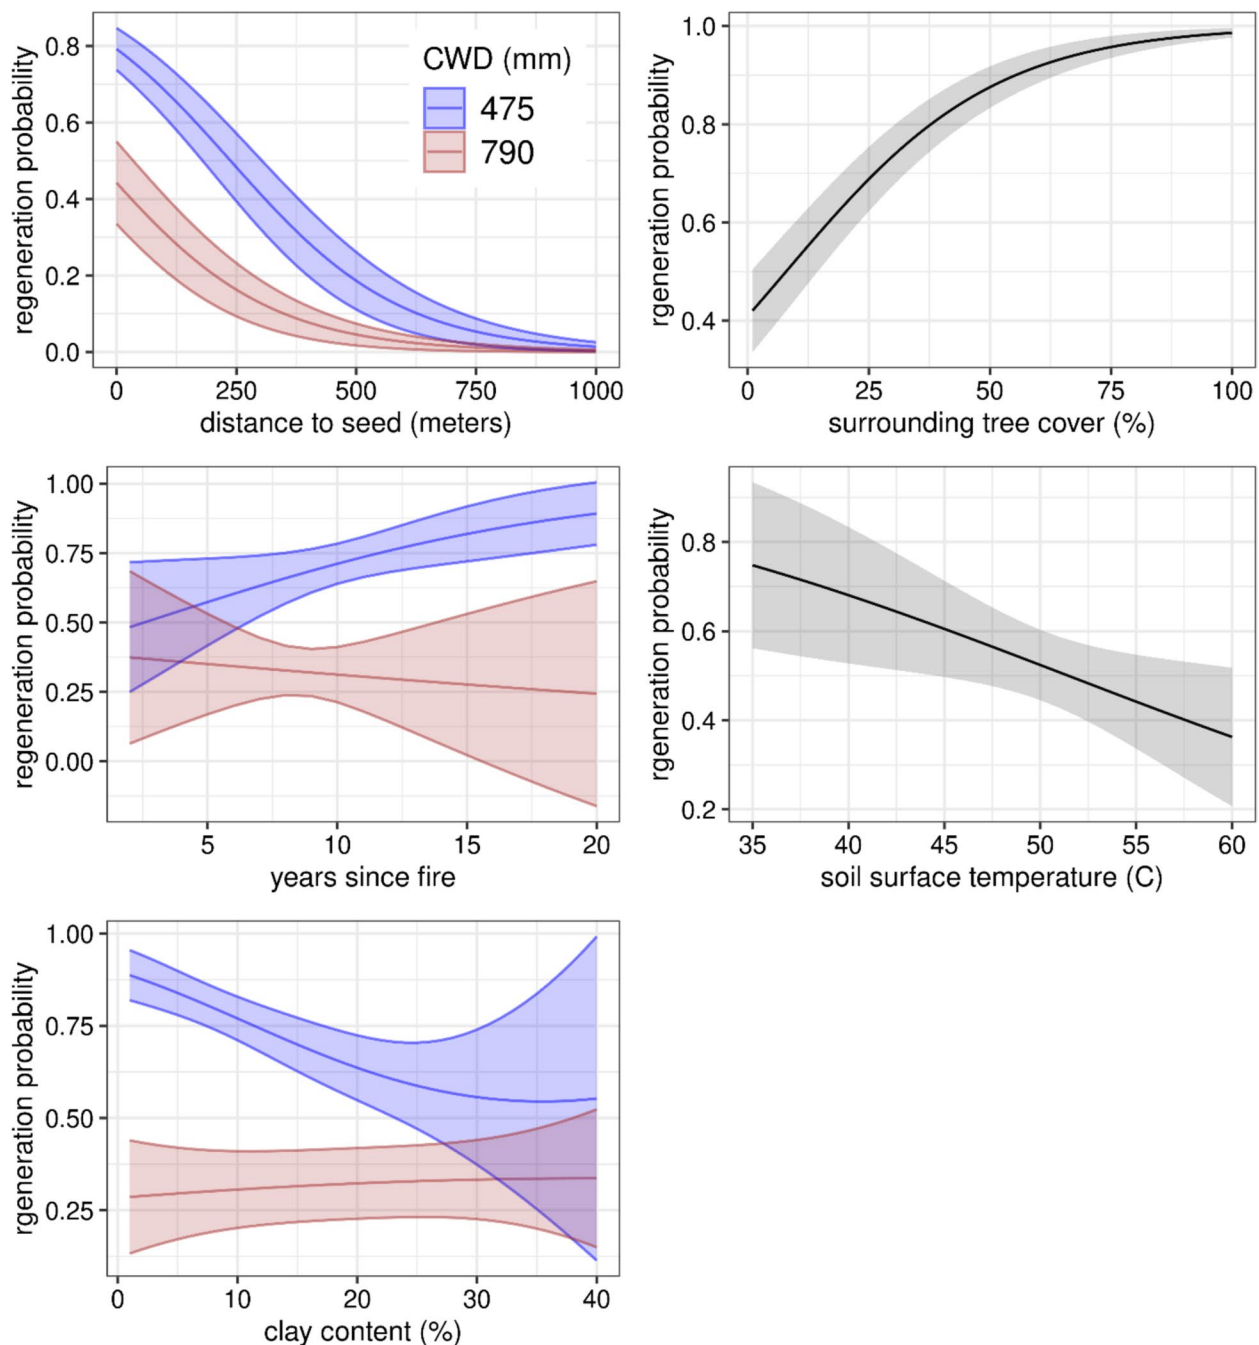 regeneration probability
0.8
0.6
0.4
0.2
0.0
CWD (mm)
475
790
0 250 500 750 1000
distance to seed (meters)
rgeneration probability
1.0
0.8
0.6
0.4
0 25 50 75 100
surrounding tree cover (%)
regeneration probability
1.00
0.75
0.50
0.25
0.00
5 10 15 20
years since fire
rgeneration probability
0.8
0.6
0.4
0.2
35 40 45 50 55 60
soil surface temperature (C)
rgeneration probability
1.00
0.75
0.50
0.25
0 10 20 30 40
clay content (%)